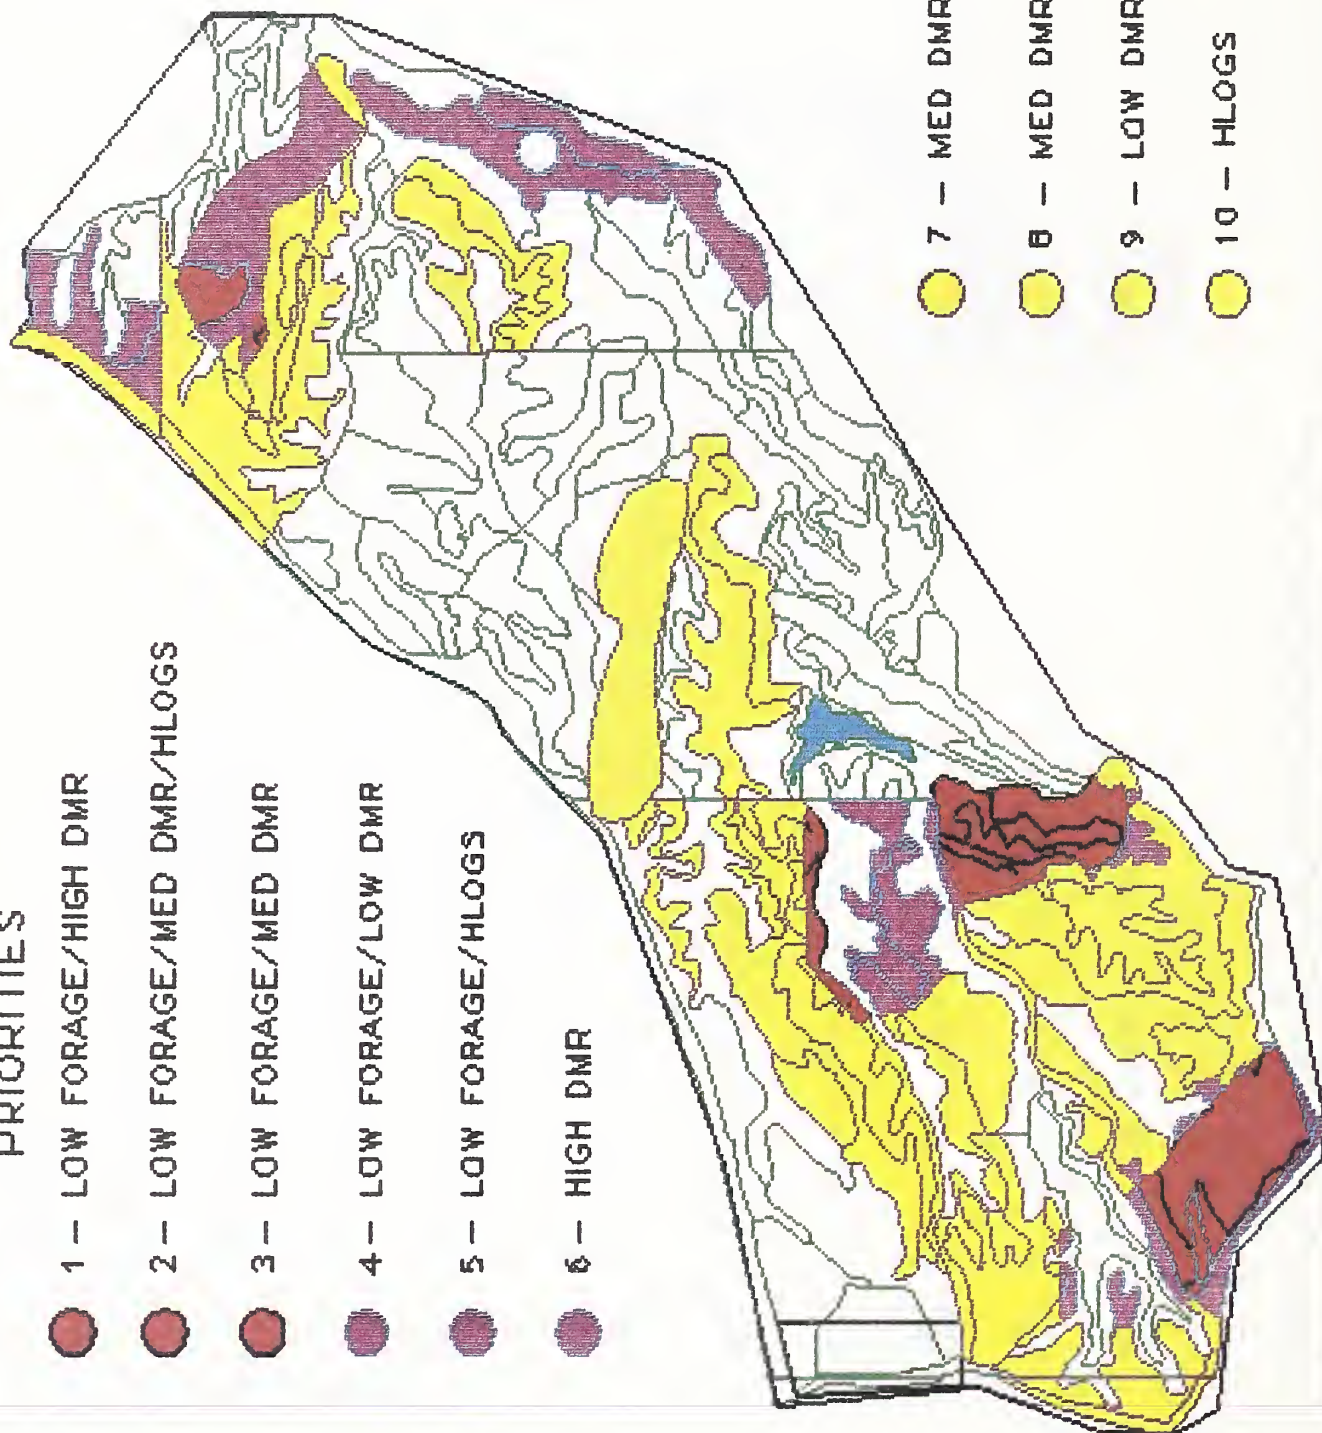 PRIORITIES
1 - LOW FORAGE/HIGH DMR
2 - LOW FORAGE/MED DMR/HLOGS
3 - LOW FORAGE/MED DMR
4 - LOW FORAGE/LOW DMR
5 - LOW FORAGE/HLOGS
6 - HIGH DMR
7 - MED DMR
8 - MED DMR
9 - LOW DMR
10 - HLOGS